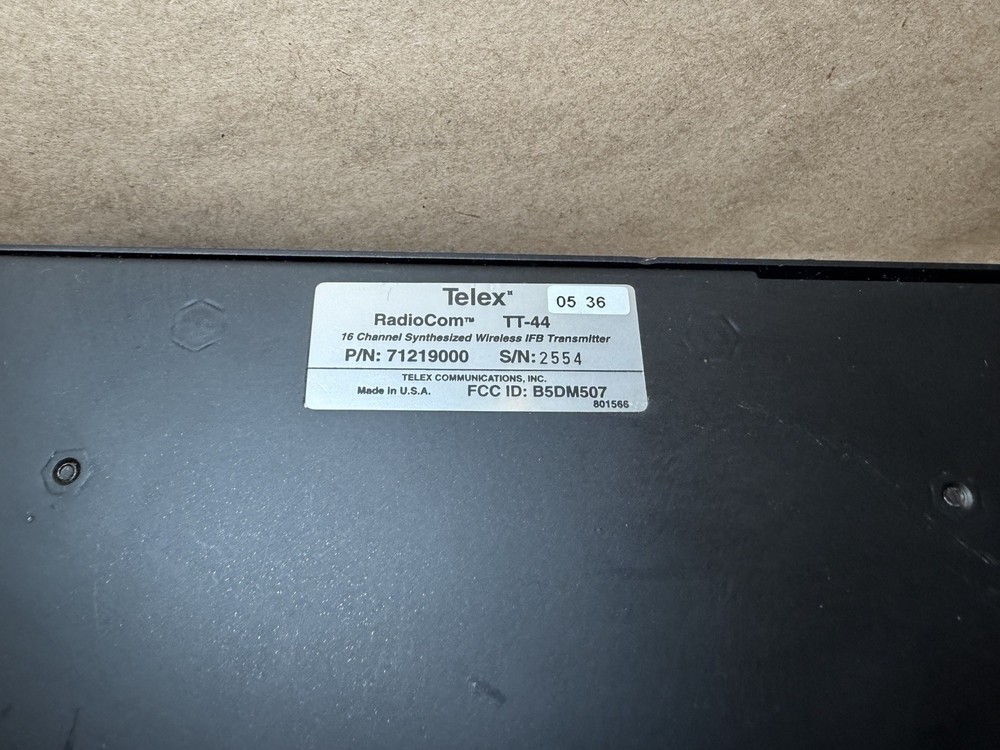 Telex® 05 36
RadioCom™ TT-44
16 Channel Synthesized Wireless IFB Transmitter
P/N: 71219000 S/N: 2554
TELEX COMMUNICATIONS, INC.
Made in U.S.A. FCC ID: B5DM507
801566